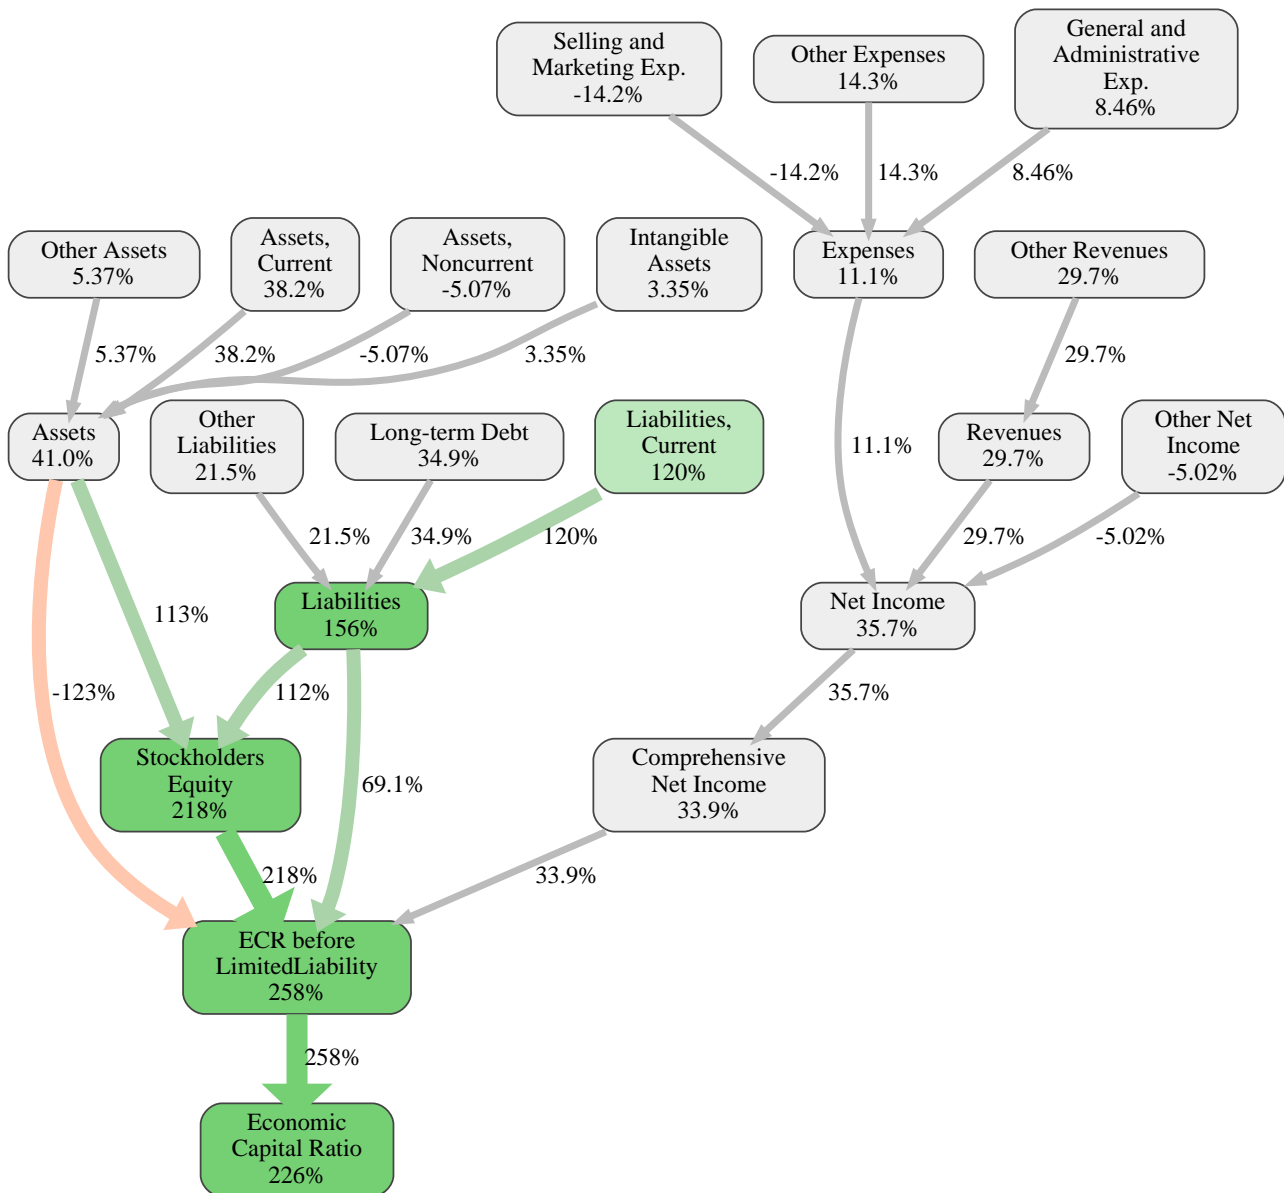 Selling and
Marketing Exp.
-14.2%
Other Expenses
14.3%
General and
Administrative
Exp.
8.46%
-14.2%
14.3%
8.46%
Other Assets
5.37%
Assets,
Current
38.2%
Assets,
Noncurrent
-5.07%
Intangible
Assets
3.35%
Expenses
11.1%
Other Revenues
29.7%
5.37%
38.2%
-5.07%
3.35%
29.7%
Assets
41.0%
Other
Liabilities
21.5%
Long-term Debt
34.9%
Liabilities,
Current
120%
11.1%
Revenues
29.7%
Other Net
Income
-5.02%
21.5%
34.9%
120%
29.7%
-5.02%
113%
Liabilities
156%
Net Income
35.7%
-123%
112%
35.7%
Stockholders
Equity
218%
69.1%
Comprehensive
Net Income
33.9%
218%
33.9%
ECR before
LimitedLiability
258%
258%
Economic
Capital Ratio
226%